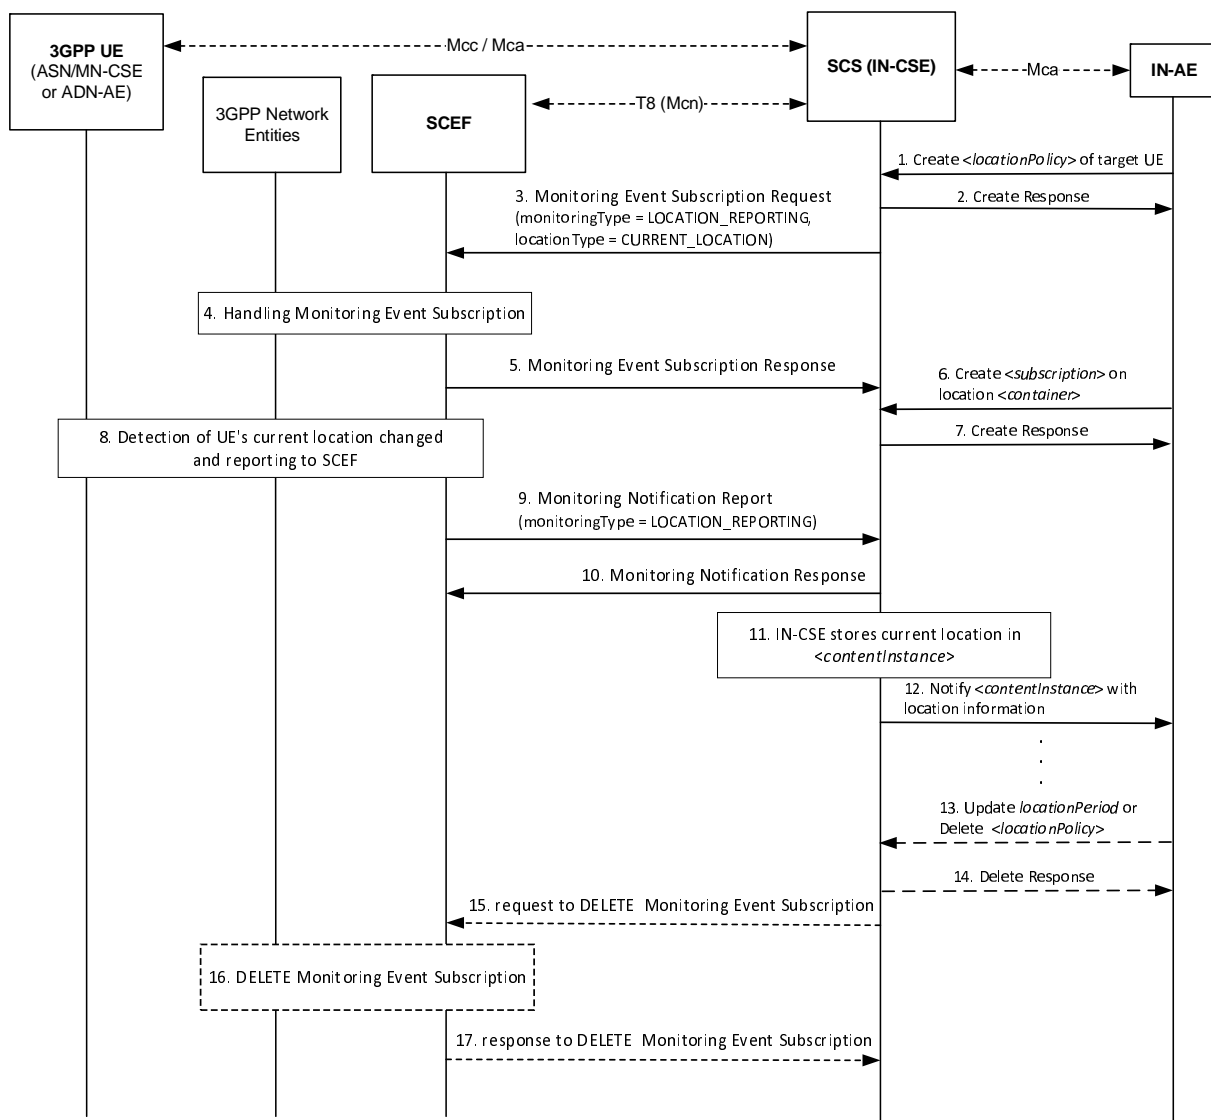 3GPP UE
(ASN/MN-CSE
or ADN-AE)
Mcc / Mca
SCS (IN-CSE)
Mca
IN-AE
3GPP Network
Entities
SCEF
T8 (Mcn)
1. Create <locationPolicy> of target UE
2. Create Response
3. Monitoring Event Subscription Request
(monitoringType = LOCATION_REPORTING,
locationType = CURRENT_LOCATION)
4. Handling Monitoring Event Subscription
5. Monitoring Event Subscription Response
6. Create <subscription> on
location <container>
7. Create Response
8. Detection of UE's current location changed
and reporting to SCEF
9. Monitoring Notification Report
(monitoringType = LOCATION_REPORTING)
10. Monitoring Notification Response
11. IN-CSE stores current location in
<contentInstance>
12. Notify <contentInstance> with
location information
.
.
.
13. Update locationPeriod or
Delete <locationPolicy>
14. Delete Response
15. request to DELETE Monitoring Event Subscription
16. DELETE Monitoring Event Subscription
17. response to DELETE Monitoring Event Subscription